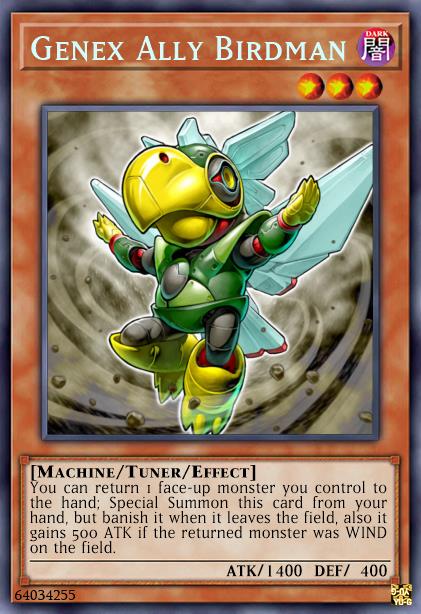 Genex Ally Birdman
DARK
闇
[Machine/Tuner/Effect]
You can return 1 face-up monster you control to
the hand; Special Summon this card from your
hand, but banish it when it leaves the field, also it
gains 500 ATK if the returned monster was WIND
on the field.
ATK/1400 DEF/ 400
64034255